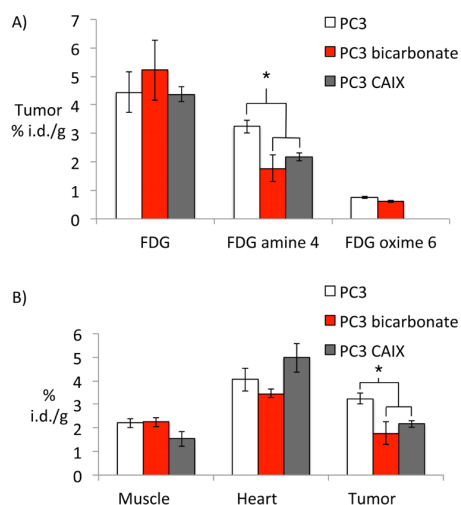 A)
PC3
PC3 bicarbonate
PC3 CAIX
Tumor
% i.d./g
7
6
5
4
3
2
1
0
*
FDG
FDG amine 4
FDG oxime 6
B)
PC3
PC3 bicarbonate
PC3 CAIX
%
i.d./g
6
5
4
3
2
1
0
*
Muscle
Heart
Tumor